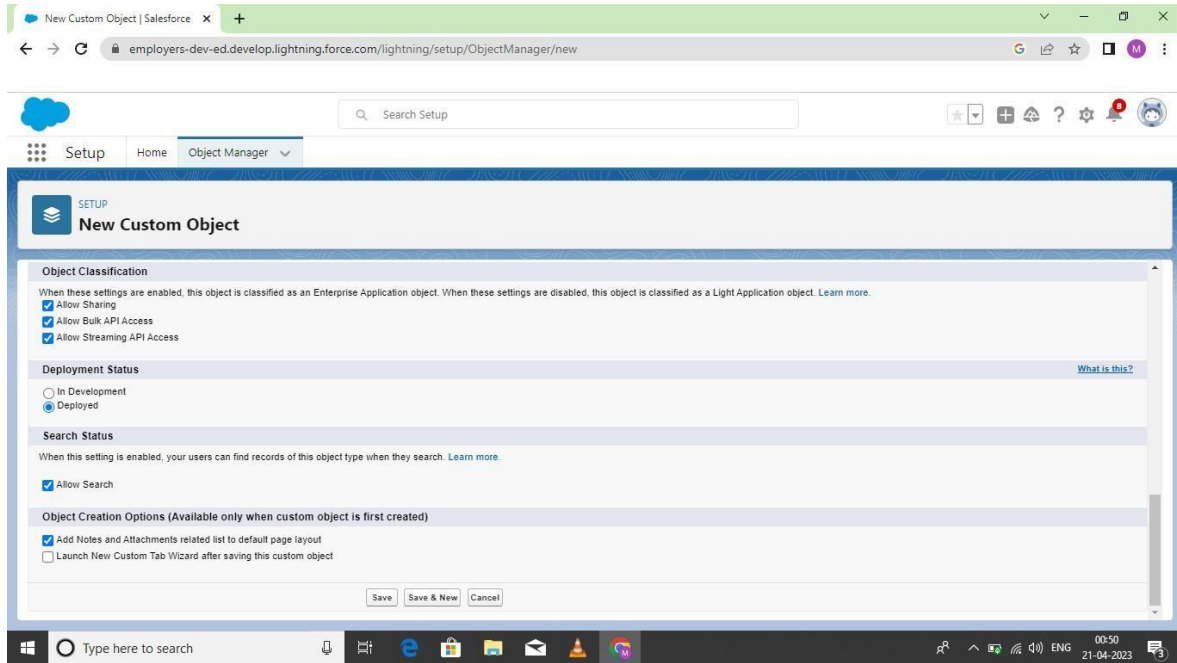 New Custom Object | Salesforce
employers-dev-ed.develop.lightning.force.com/lightning/setup/ObjectManager/new
G
M
Search Setup
8
Setup Home Object Manager
SETUP
New Custom Object
Object Classification
When these settings are enabled, this object is classified as an Enterprise Application object. When these settings are disabled, this object is classified as a Light Application object. Learn more.
Allow Sharing
Allow Bulk API Access
Allow Streaming API Access
Deployment Status What is this?
In Development
Deployed
Search Status
When this setting is enabled, your users can find records of this object type when they search. Learn more.
Allow Search
Object Creation Options (Available only when custom object is first created)
Add Notes and Attachments related list to default page layout
Launch New Custom Tab Wizard after saving this custom object
Save Save & New Cancel
Type here to search
ENG
00:50
21-04-2023
3